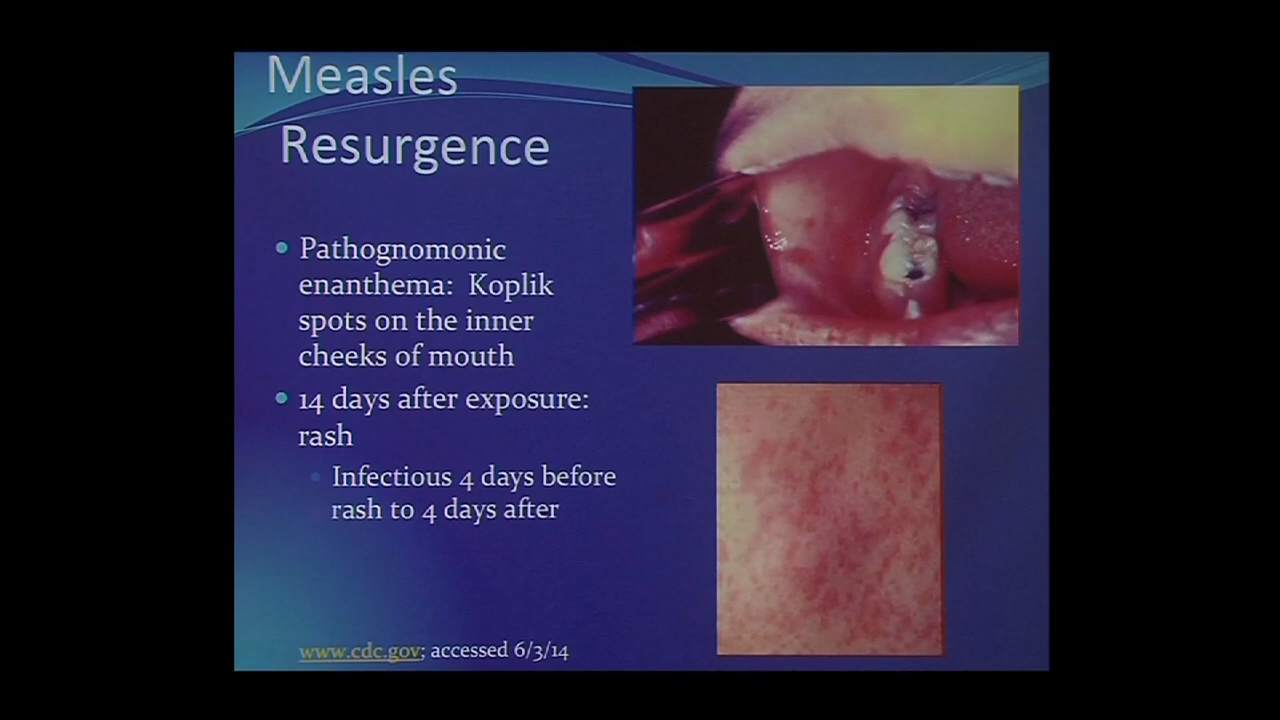 Measles
Resurgence
Pathognomonic
enanthema: Koplik
spots on the inner
cheeks of mouth
14 days after exposure:
rash
Infectious 4 days before
rash to 4 days after
www.cdc.gov; accessed 6/3/14